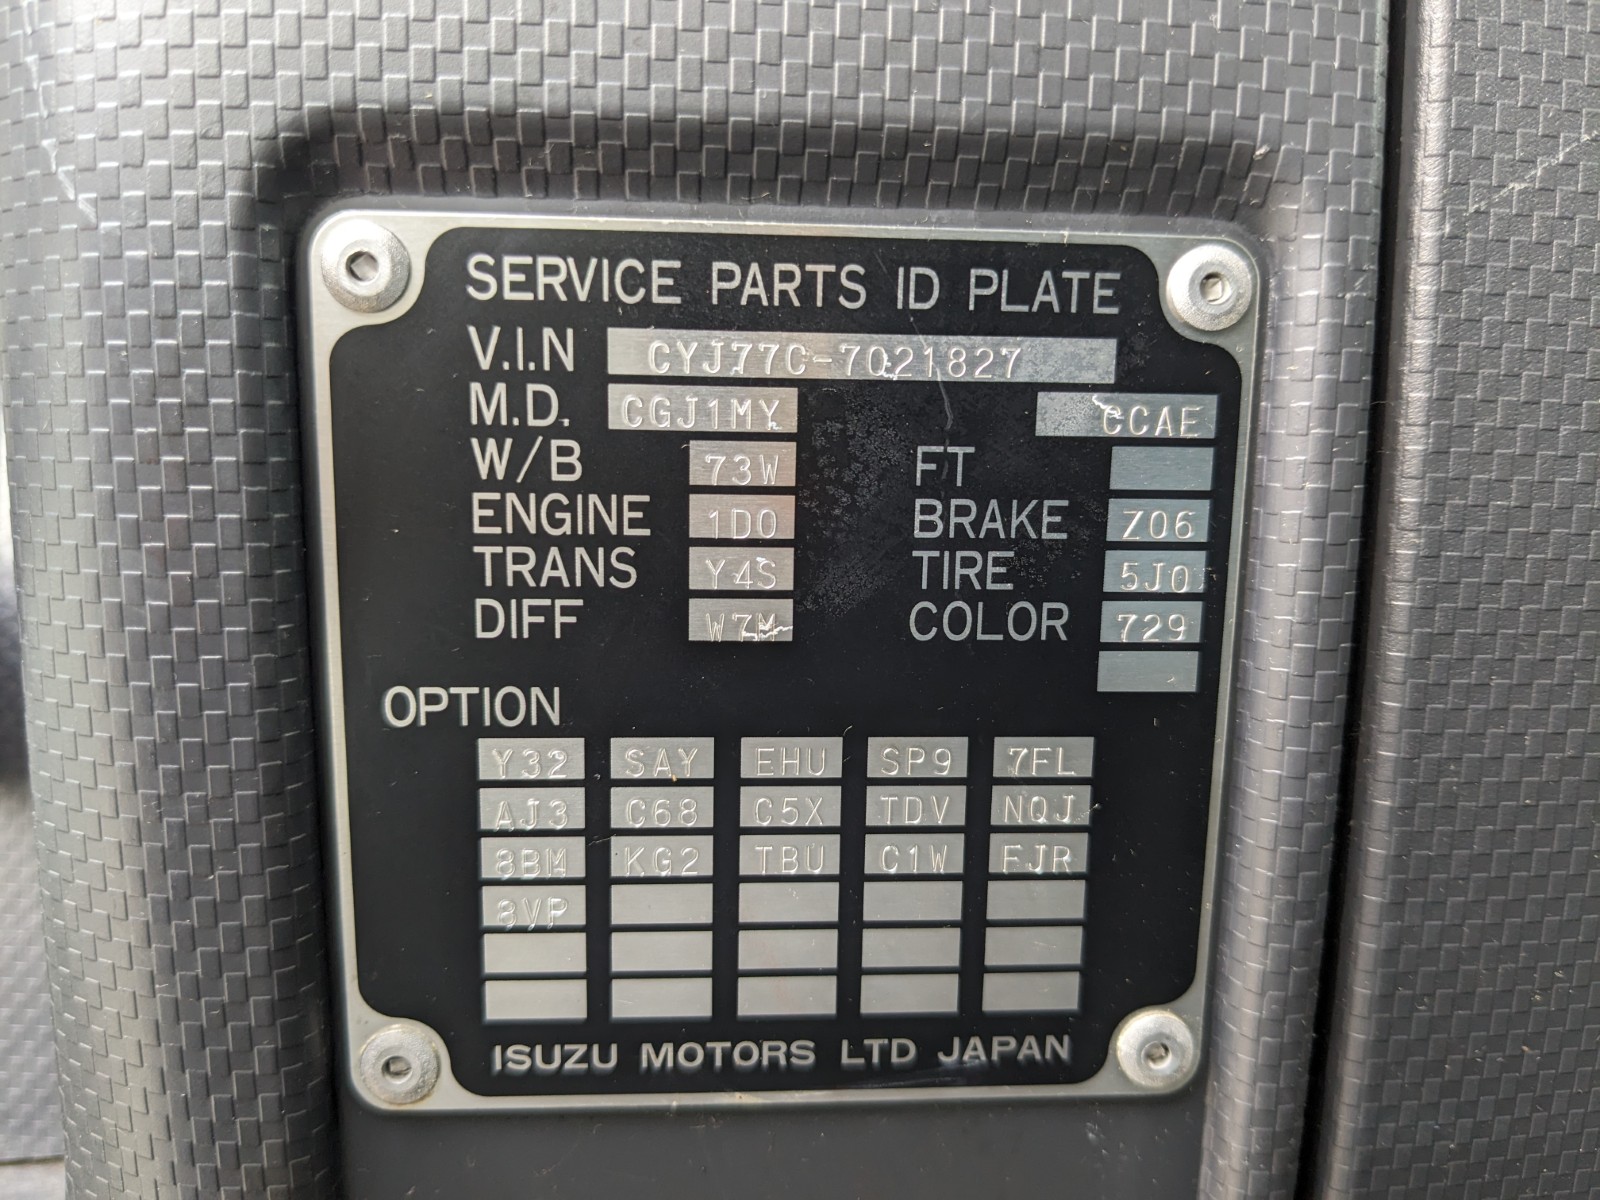 SERVICE PARTS ID PLATE
V.I.N CYJ77C-7021827
M.D. CGJ1MY CCAE
W/B 73W FT
ENGINE 1D0 BRAKE Z06
TRANS Y4S TIRE 5J0
DIFF W7M COLOR 729
OPTION
Y32 SAY EHU SP9 7FL
AJ3 C68 C5X TDV NQJ
8BM KG2 TBU C1W FJR
8VP
ISUZU MOTORS LTD JAPAN